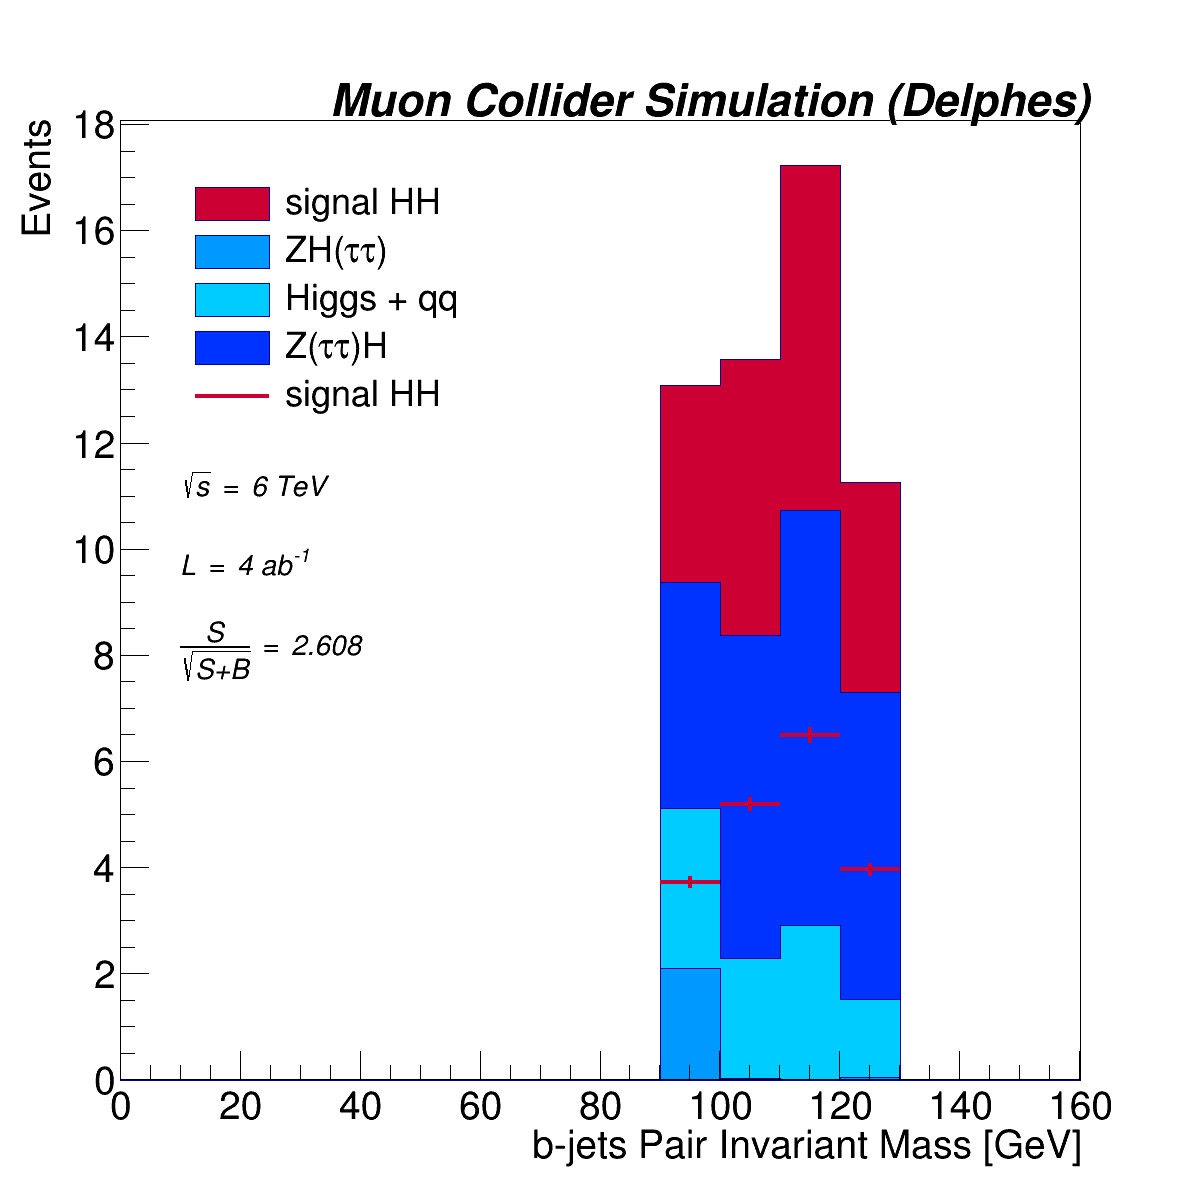 Muon Collider Simulation (Delphes)
Events
18
16
14
12
10
8
6
4
2
0
signal HH
ZH(ττ)
Higgs + qq
Z(ττ)H
signal HH
√s = 6 TeV
L = 4 ab⁻¹
S
√S+B
= 2.608
0 20 40 60 80 100 120 140 160
b-jets Pair Invariant Mass [GeV]